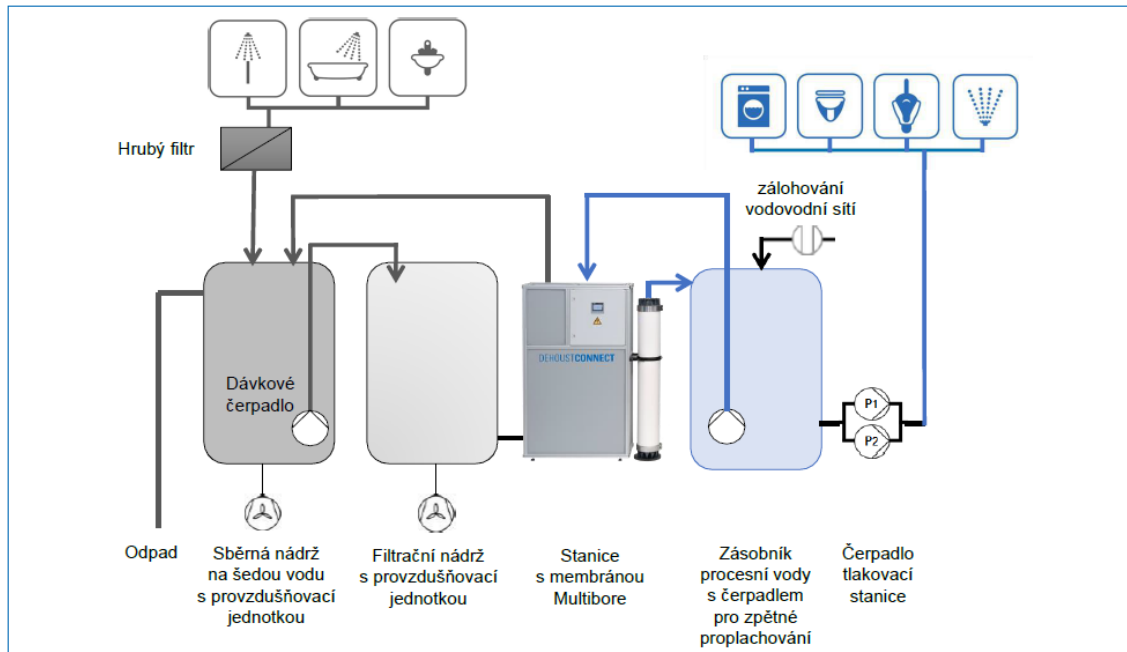 Hrubý filtr
zálohování
vodovodní sítí
DEHOUSTCONNECT
Dávkové
čerpadlo
P1
P2
Odpad
Sběrná nádrž
na šedou vodu
s provzdušňovací
jednotkou
Filtrační nádrž
s provzdušňovací
jednotkou
Stanice
s membránou
Multibore
Zásobník
procesní vody
s čerpadlem
pro zpětné
proplachování
Čerpadlo
tlakovací
stanice